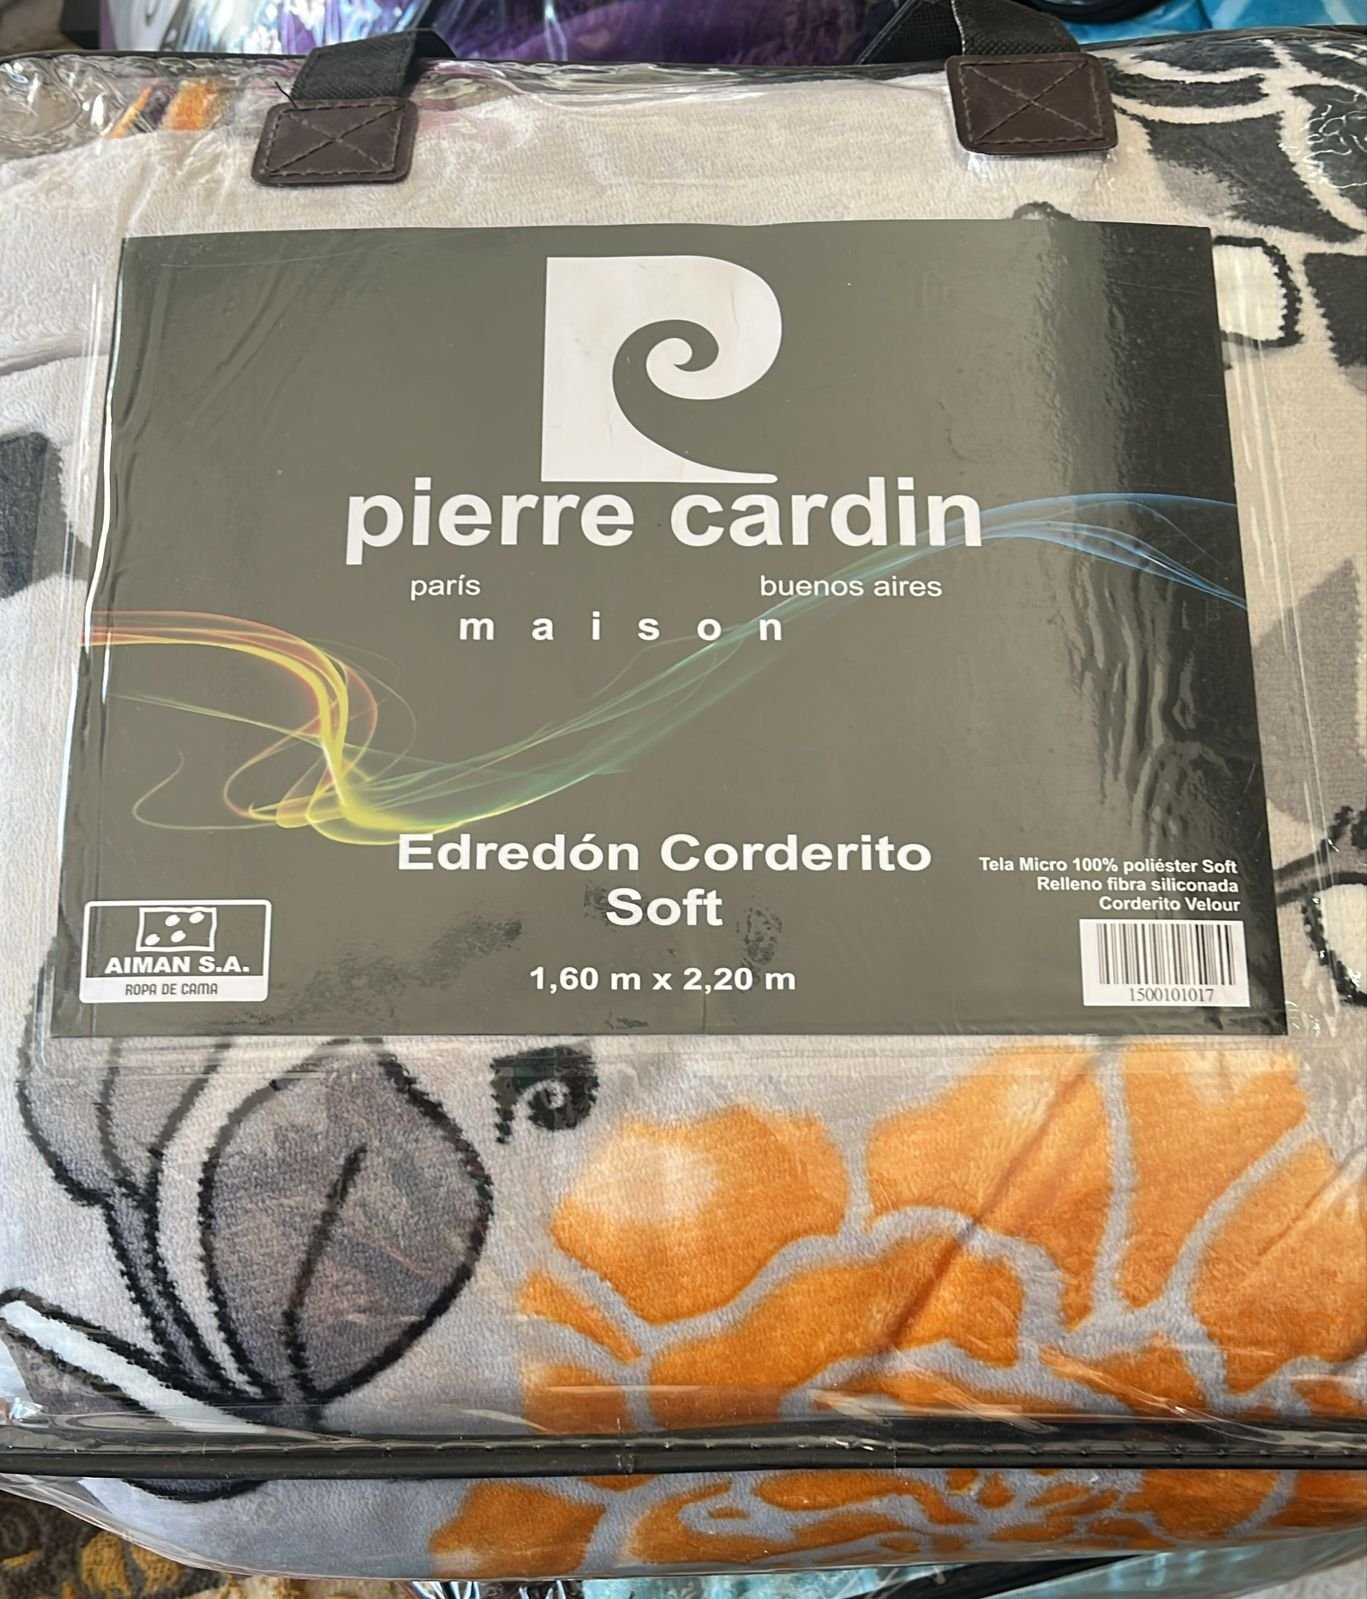 pierre cardin
parís buenos aires
maison
Edredón Corderito
Soft
1,60 m x 2,20 m
Tela Micro 100% poliéster Soft
Relleno fibra siliconada
Corderito Velour
1500101017
AIMAN S.A.
ROPA DE CAMA